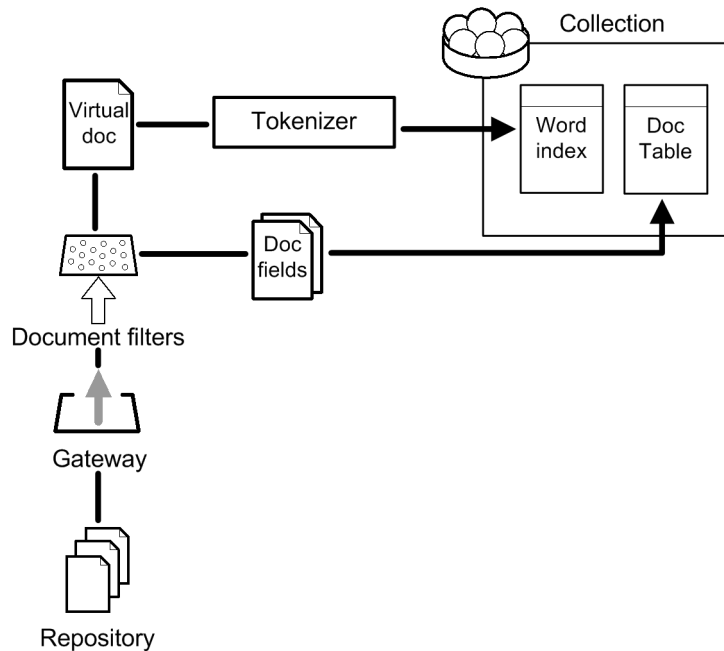 Collection
Virtual
doc
Tokenizer
Word
index
Doc
Table
Doc
fields
Document filters
Gateway
Repository